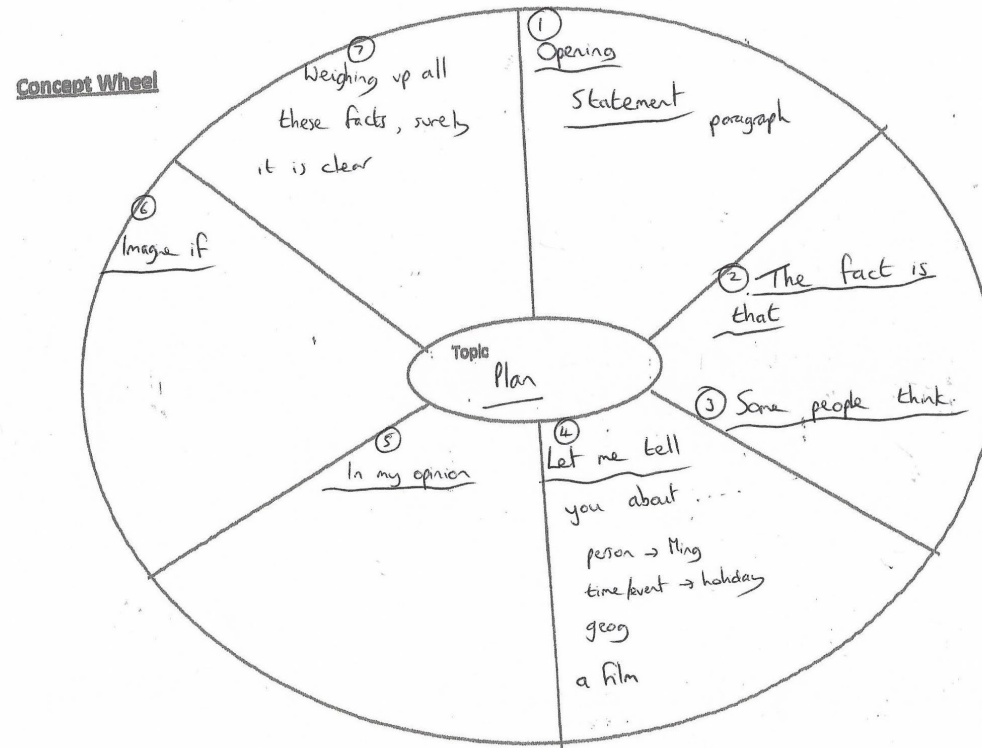 Concept Wheel
① Opening
Statement
paragraph
② The fact is
that
③ Some people think.
④ Let me tell
you about ....
person → Ming
time/event → holiday
geog
a film
⑤ In my opinion
⑥ Imagine if
⑦ Weighing up all
these facts, surely
it is clear
Topic
Plan